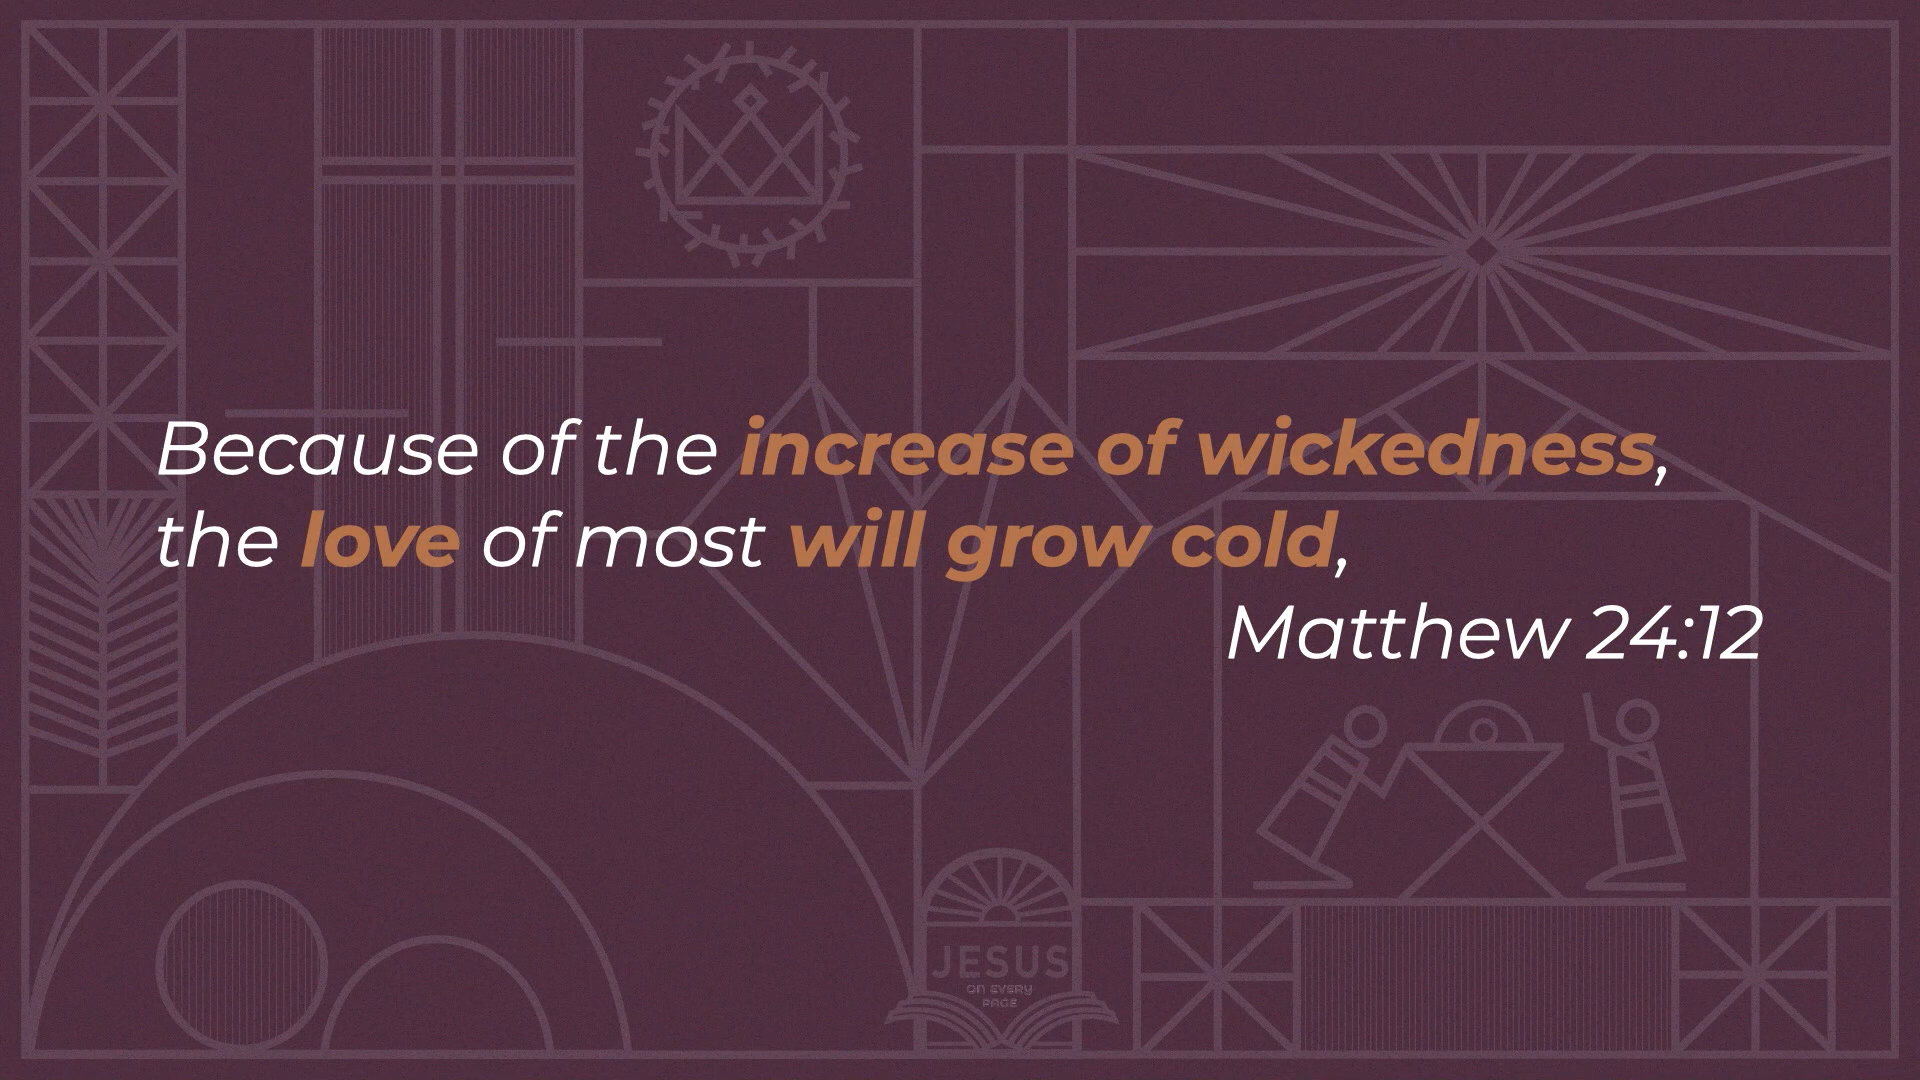 Because of the increase of wickedness,
the love of most will grow cold,
Matthew 24:12
JESUS
ON EVERY
PAGE